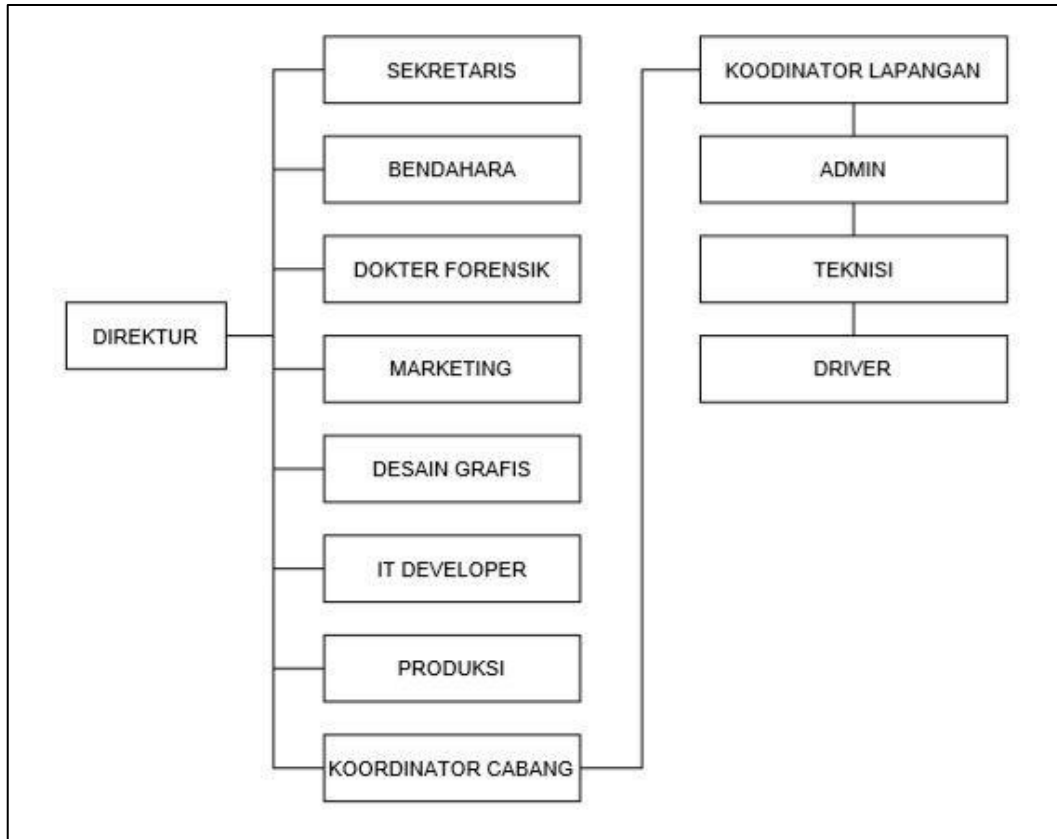 DIREKTUR
SEKRETARIS
BENDAHARA
DOKTER FORENSIK
MARKETING
DESAIN GRAFIS
IT DEVELOPER
PRODUKSI
KOORDINATOR CABANG
KOODINATOR LAPANGAN
ADMIN
TEKNISI
DRIVER